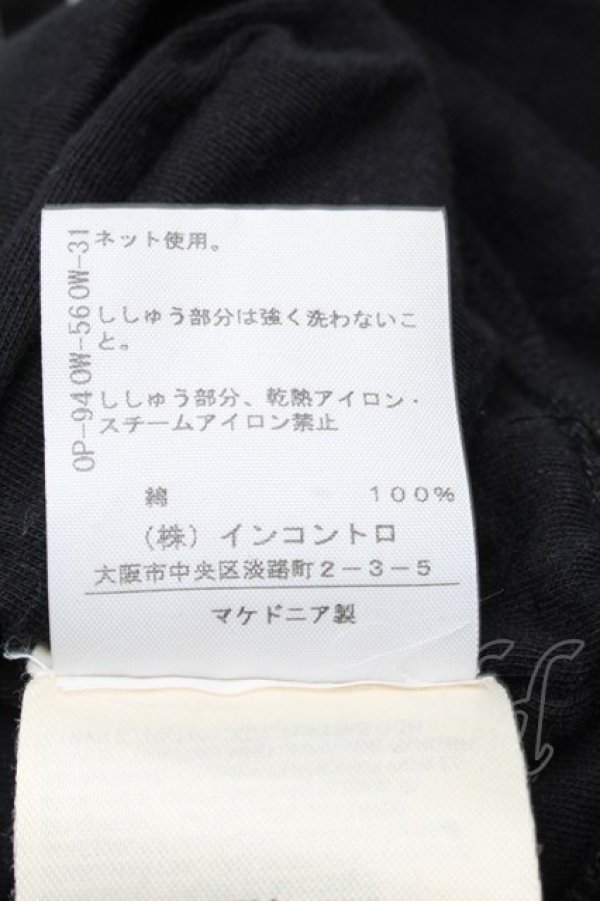 OP-940W-560W-31
ネット使用。
ししゅう部分は強く洗わないこ
と。
ししゅう部分、乾熱アイロン・
スチームアイロン禁止
綿 100%
(株)インコントロ
大阪市中央区淡路町2-3-5
マケドニア製